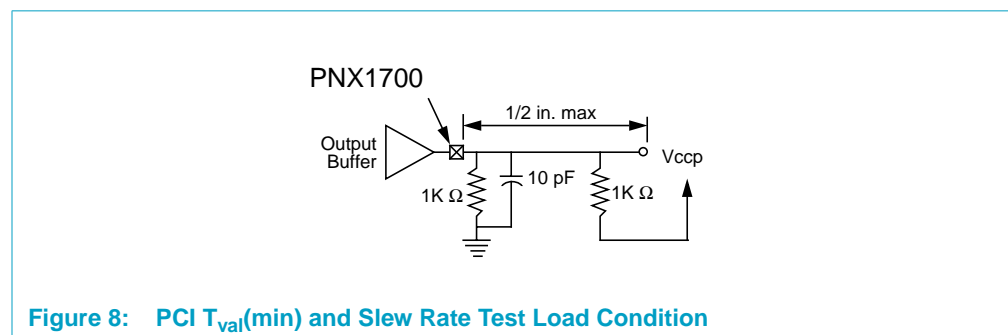 PNX1700
1/2 in. max
Output
Buffer
Vccp
10 pF
1K Ω
1K Ω
Figure 8: PCI Tval(min) and Slew Rate Test Load Condition